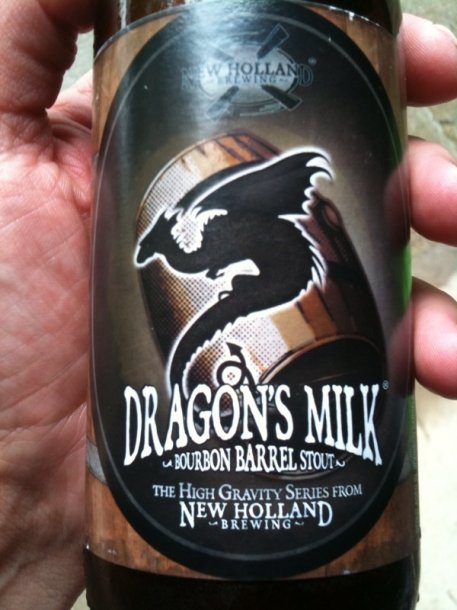 NEW HOLLAND
BREWING
DRAGON'S MILK®
BOURBON BARREL STOUT
THE HIGH GRAVITY SERIES FROM
NEW HOLLAND
BREWING